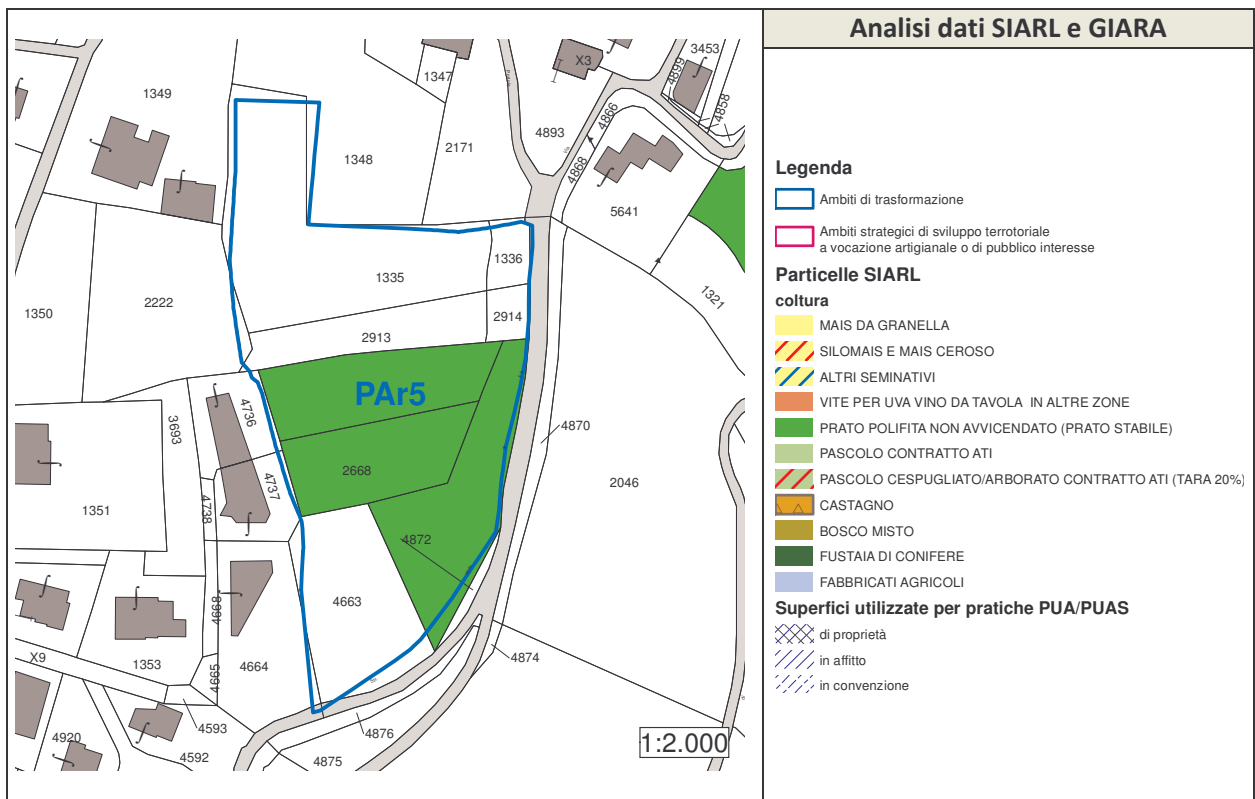 Analisi dati SIARL e GIARA
1349
1347
X3
3453
4899
4858
4866
4893
1348
2171
4868
5641
1336
1335
1321
2222
1350
2914
2913
PAr5
4736
3693
4870
2668
2046
4737
1351
4738
4872
4663
4668
X9
1353
4665
4664
4874
4593
4876
4920
4592
4875
1:2.000
Legenda
Ambiti di trasformazione
Ambiti strategici di sviluppo terrotoriale
a vocazione artigianale o di pubblico interesse
Particelle SIARL
coltura
MAIS DA GRANELLA
SILOMAIS E MAIS CEROSO
ALTRI SEMINATIVI
VITE PER UVA VINO DA TAVOLA IN ALTRE ZONE
PRATO POLIFITA NON AVVICENDATO (PRATO STABILE)
PASCOLO CONTRATTO ATI
PASCOLO CESPUGLIATO/ARBORATO CONTRATTO ATI (TARA 20%)
CASTAGNO
BOSCO MISTO
FUSTAIA DI CONIFERE
FABBRICATI AGRICOLI
Superfici utilizzate per pratiche PUA/PUAS
di proprietà
in affitto
in convenzione